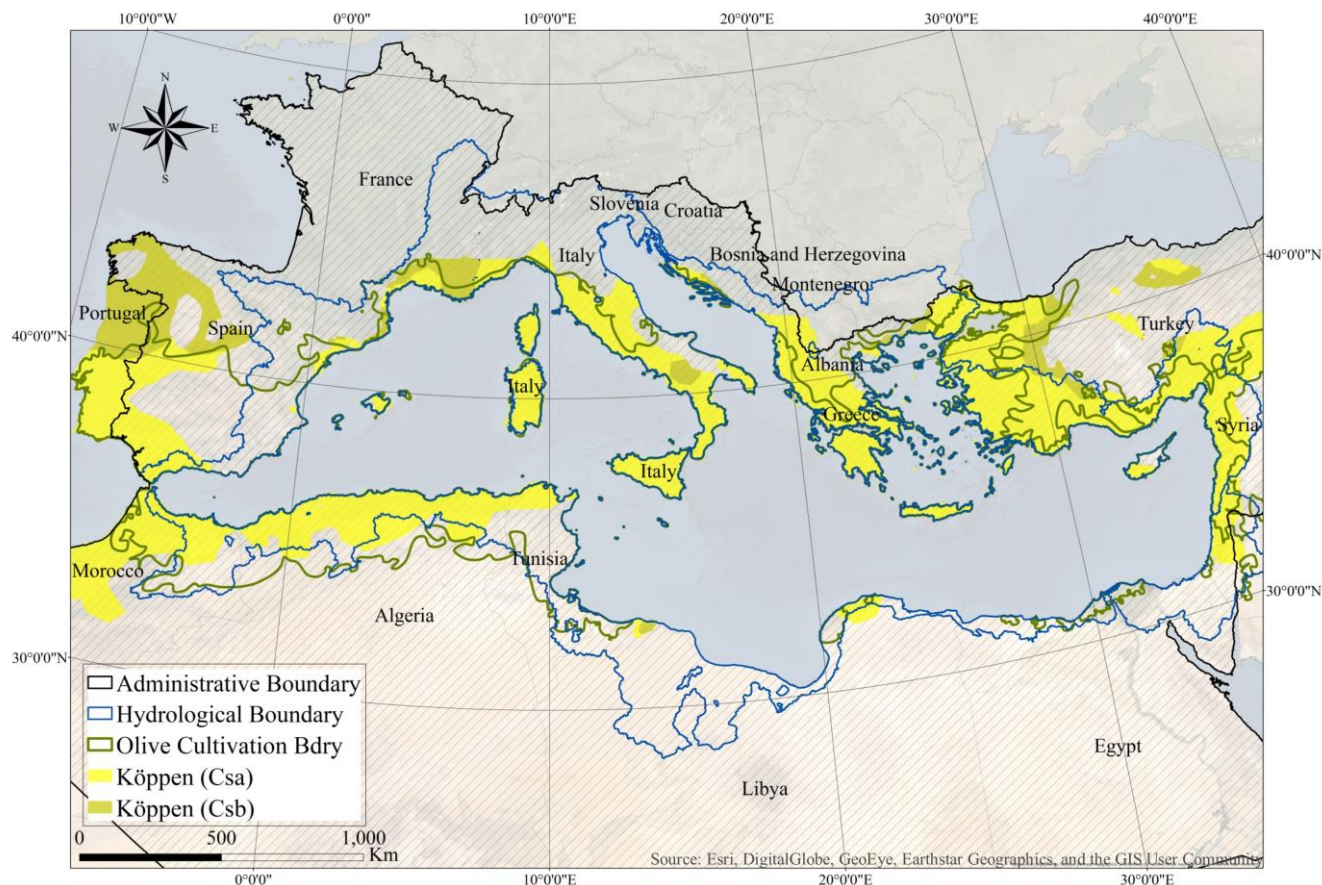 10°0'0"W 0°0'0" 10°0'0"E 20°0'0"E 30°0'0"E 40°0'0"E
N
W E
S
France
Slovenia
Croatia
Italy
Bosnia and Herzegovina
Montenegro
40°0'0"N
Portugal
Spain
Turkey
40°0'0"N
Albania
Italy
Greece
Syria
Italy
Tunisia
Morocco
Algeria
30°0'0"N
30°0'0"N
Egypt
Libya
Administrative Boundary
Hydrological Boundary
Olive Cultivation Bdry
Köppen (Csa)
Köppen (Csb)
0 500 1,000
Km
Source: Esri, DigitalGlobe, GeoEye, Earthstar Geographics, and the GIS User Community
0°0'0" 10°0'0"E 20°0'0"E 30°0'0"E